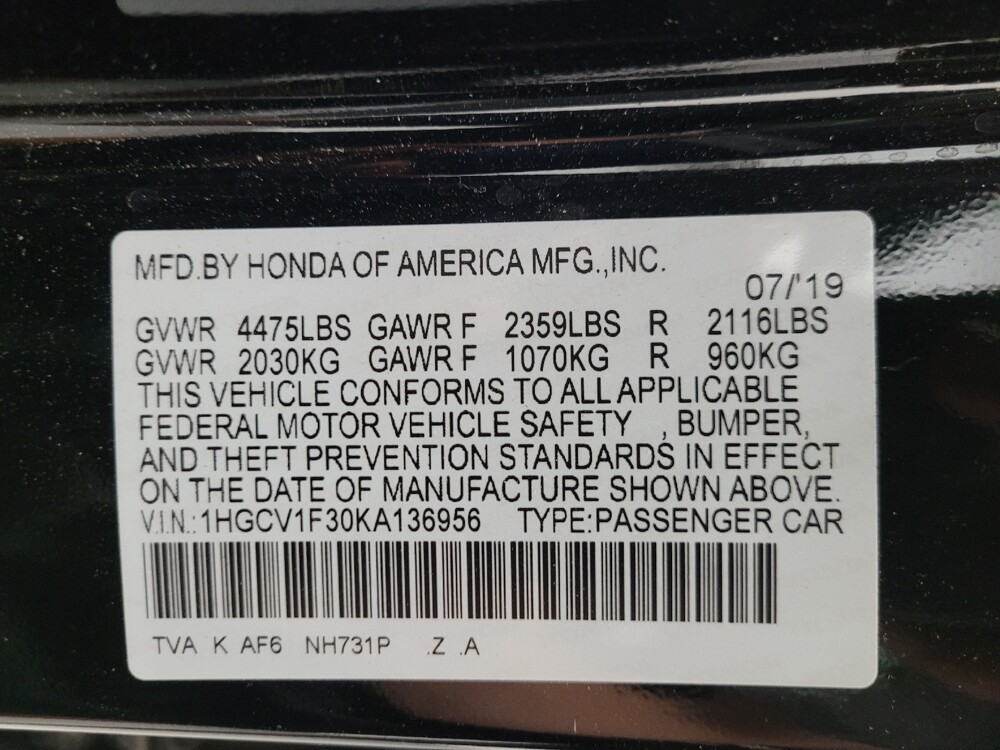 MFD.BY HONDA OF AMERICA MFG.,INC.
07/'19
GVWR 4475LBS GAWR F 2359LBS R 2116LBS
GVWR 2030KG GAWR F 1070KG R 960KG
THIS VEHICLE CONFORMS TO ALL APPLICABLE
FEDERAL MOTOR VEHICLE SAFETY , BUMPER,
AND THEFT PREVENTION STANDARDS IN EFFECT
ON THE DATE OF MANUFACTURE SHOWN ABOVE.
V.I.N.:1HGCV1F30KA136956 TYPE:PASSENGER CAR
TVA K AF6 NH731P .Z .A